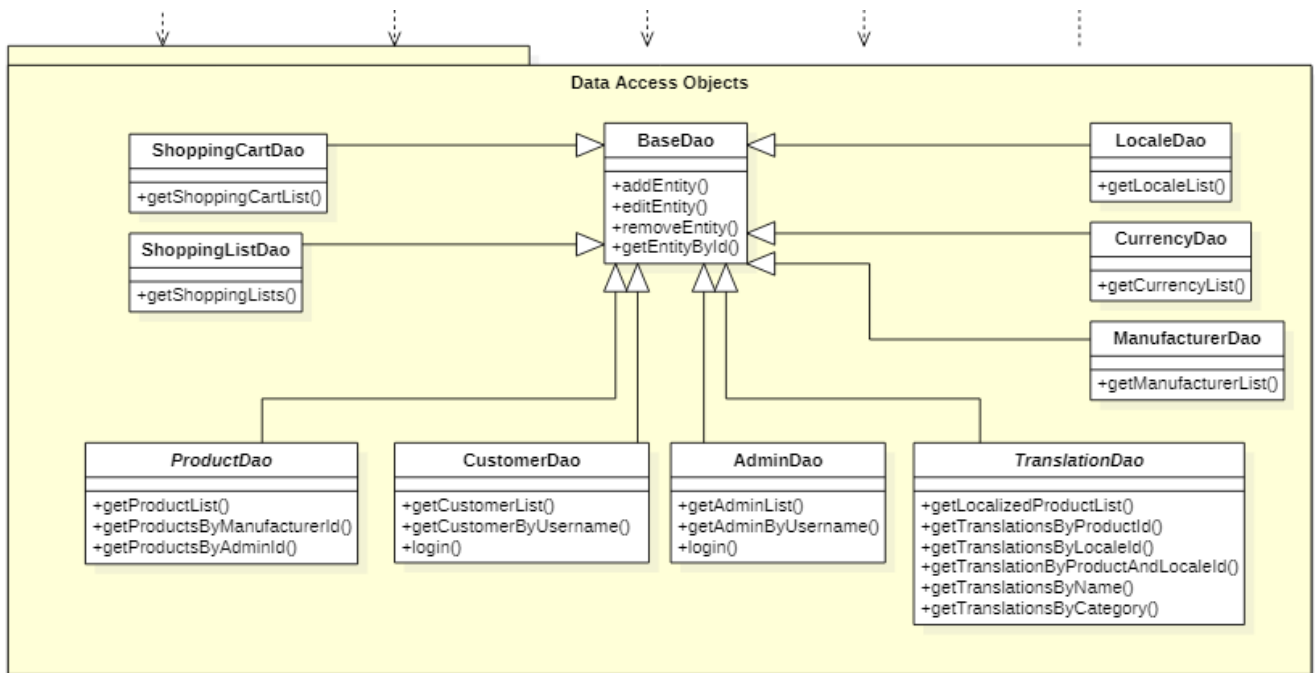 Data Access Objects
ShoppingCartDao
+getShoppingCartList()
ShoppingListDao
+getShoppingLists()
BaseDao
+addEntity()
+editEntity()
+removeEntity()
+getEntityById()
LocaleDao
+getLocaleList()
CurrencyDao
+getCurrencyList()
ManufacturerDao
+getManufacturerList()
ProductDao
+getProductList()
+getProductsByManufacturerId()
+getProductsByAdminId()
CustomerDao
+getCustomerList()
+getCustomerByUsername()
+login()
AdminDao
+getAdminList()
+getAdminByUsername()
+login()
TranslationDao
+getLocalizedProductList()
+getTranslationsByProductId()
+getTranslationsByLocaleId()
+getTranslationByProductAndLocaleId()
+getTranslationsByName()
+getTranslationsByCategory()